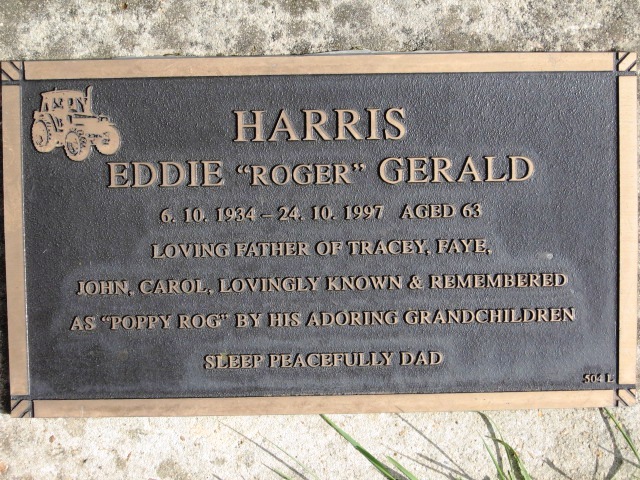 HARRIS
EDDIE "ROGER" GERALD
6. 10. 1934 – 24. 10. 1997 AGED 63
LOVING FATHER OF TRACEY, FAYE,
JOHN, CAROL, LOVINGLY KNOWN & REMEMBERED
AS "POPPY ROG" BY HIS ADORING GRANDCHILDREN
SLEEP PEACEFULLY DAD
504 L